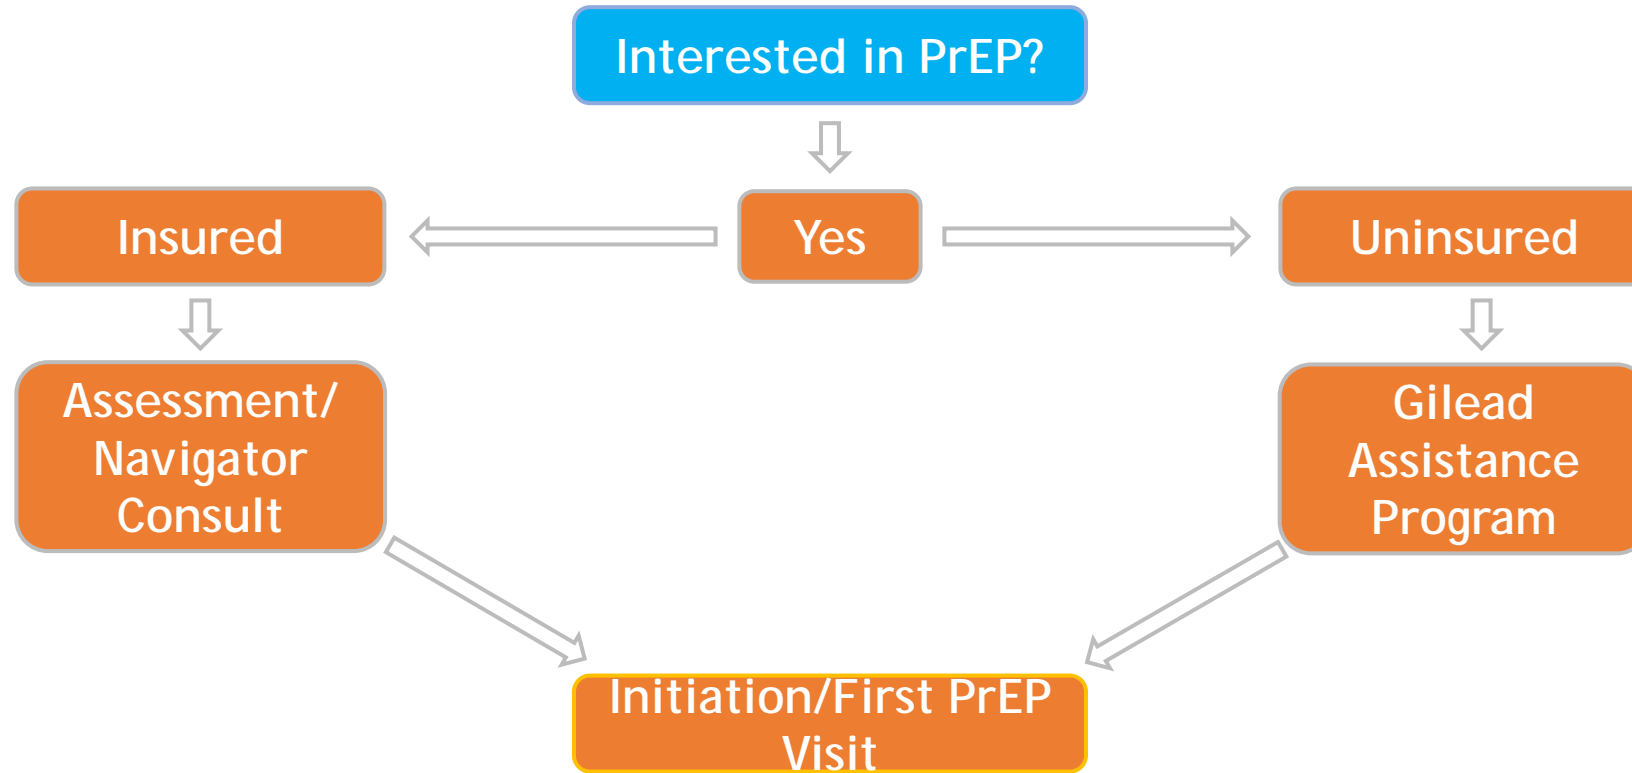 Interested in PrEP?
Insured
Yes
Uninsured
Assessment/
Navigator
Consult
Gilead
Assistance
Program
Initiation/First PrEP
Visit